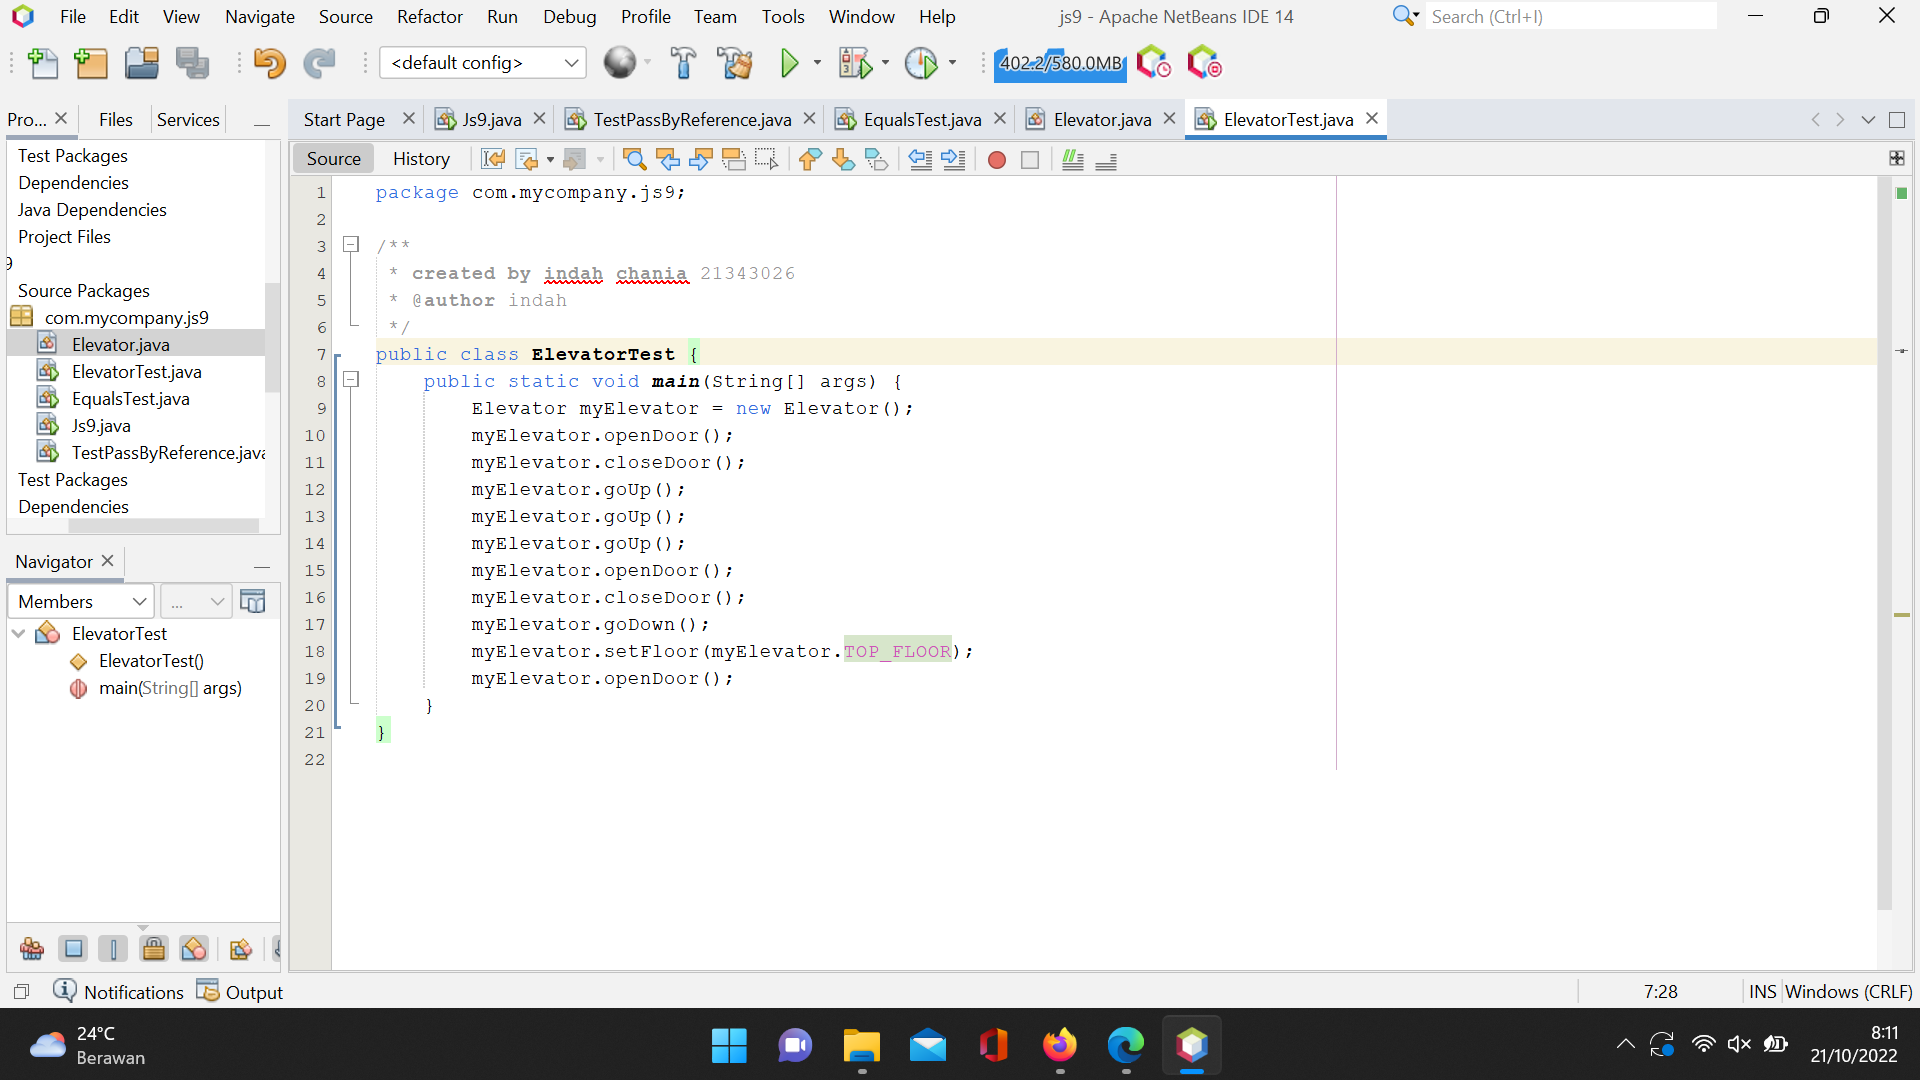 File Edit View Navigate Source Refactor Run Debug Profile Team Tools Window Help
js9 - Apache NetBeans IDE 14
Search (Ctrl+I)
<default config>
402.2/580.0MB
Pro... Files Services
Start Page Js9.java TestPassByReference.java EqualsTest.java Elevator.java ElevatorTest.java
Source History
Test Packages
Dependencies
Java Dependencies
Project Files
9
Source Packages
com.mycompany.js9
Elevator.java
ElevatorTest.java
EqualsTest.java
Js9.java
TestPassByReference.java
Test Packages
Dependencies
Navigator
Members
...
ElevatorTest
ElevatorTest()
main(String[] args)
1 package com.mycompany.js9;
2
3 /**
4 * created by indah chania 21343026
5 * @author indah
6 */
7 public class ElevatorTest {
8 public static void main(String[] args) {
9 Elevator myElevator = new Elevator();
10 myElevator.openDoor();
11 myElevator.closeDoor();
12 myElevator.goUp();
13 myElevator.goUp();
14 myElevator.goUp();
15 myElevator.openDoor();
16 myElevator.closeDoor();
17 myElevator.goDown();
18 myElevator.setFloor(myElevator.TOP_FLOOR);
19 myElevator.openDoor();
20 }
21 }
22
Notifications Output
7:28 INS Windows (CRLF)
24°C
Berawan
8:11
21/10/2022